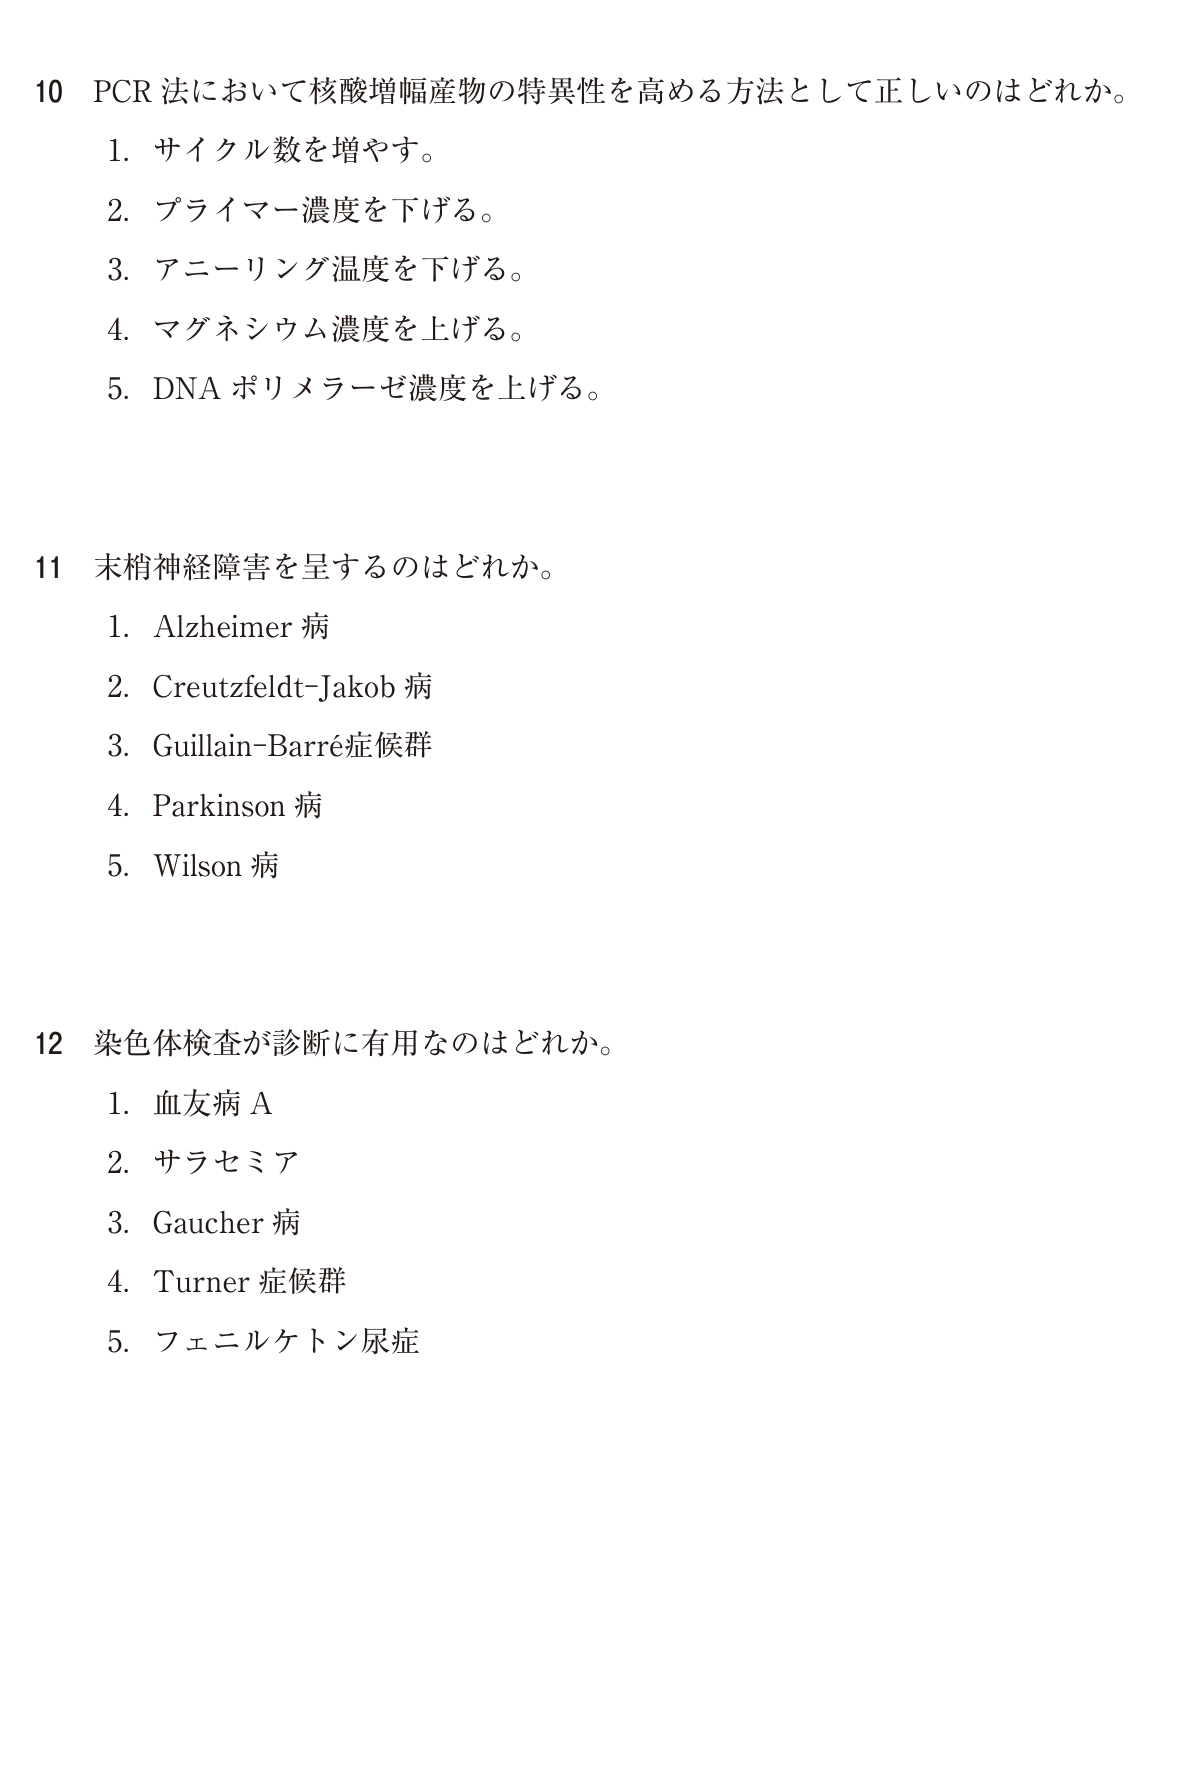 10 PCR 法において核酸増幅産物の特異性を高める方法として正しいのはどれか。
1. サイクル数を増やす。
2. プライマー濃度を下げる。
3. アニーリング温度を下げる。
4. マグネシウム濃度を上げる。
5. DNA ポリメラーゼ濃度を上げる。
11 末梢神経障害を呈するのはどれか。
1. Alzheimer 病
2. Creutzfeldt-Jakob 病
3. Guillain-Barré症候群
4. Parkinson 病
5. Wilson 病
12 染色体検査が診断に有用なのはどれか。
1. 血友病 A
2. サラセミア
3. Gaucher 病
4. Turner 症候群
5. フェニルケトン尿症